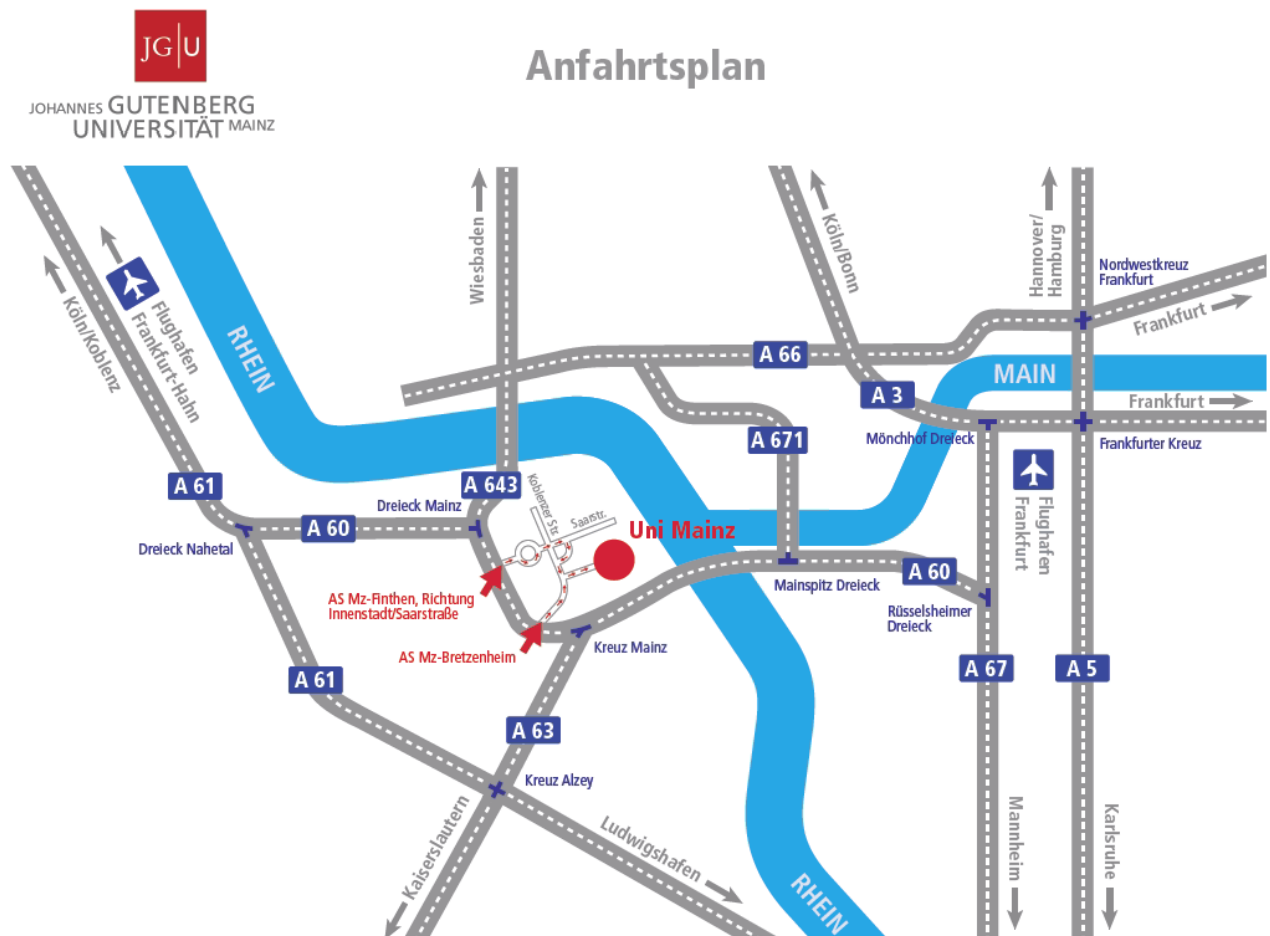 JG|U
JOHANNES GUTENBERG
UNIVERSITÄT MAINZ
Anfahrtsplan
Köln/Koblenz
Flughafen
Frankfurt-Hahn
RHEIN
Wiesbaden
Köln/Bonn
Hannover/
Hamburg
Nordwestkreuz
Frankfurt
Frankfurt
A 66
MAIN
A 3
Frankfurt
Mönchhof Dreieck
Frankfurter Kreuz
A 671
A 61
A 643
Dreieck Mainz
Koblenzer Str.
Saarstr.
Flughafen
Frankfurt
A 60
Uni Mainz
Dreieck Nahetal
A 60
Mainspitz Dreieck
AS Mz-Finthen, Richtung
Innenstadt/Saarstraße
Rüsselsheimer
Dreieck
AS Mz-Bretzenheim
Kreuz Mainz
A 61
A 67
A 5
A 63
Kreuz Alzey
Kaiserslautern
Ludwigshafen
Mannheim
Karlsruhe
RHEIN